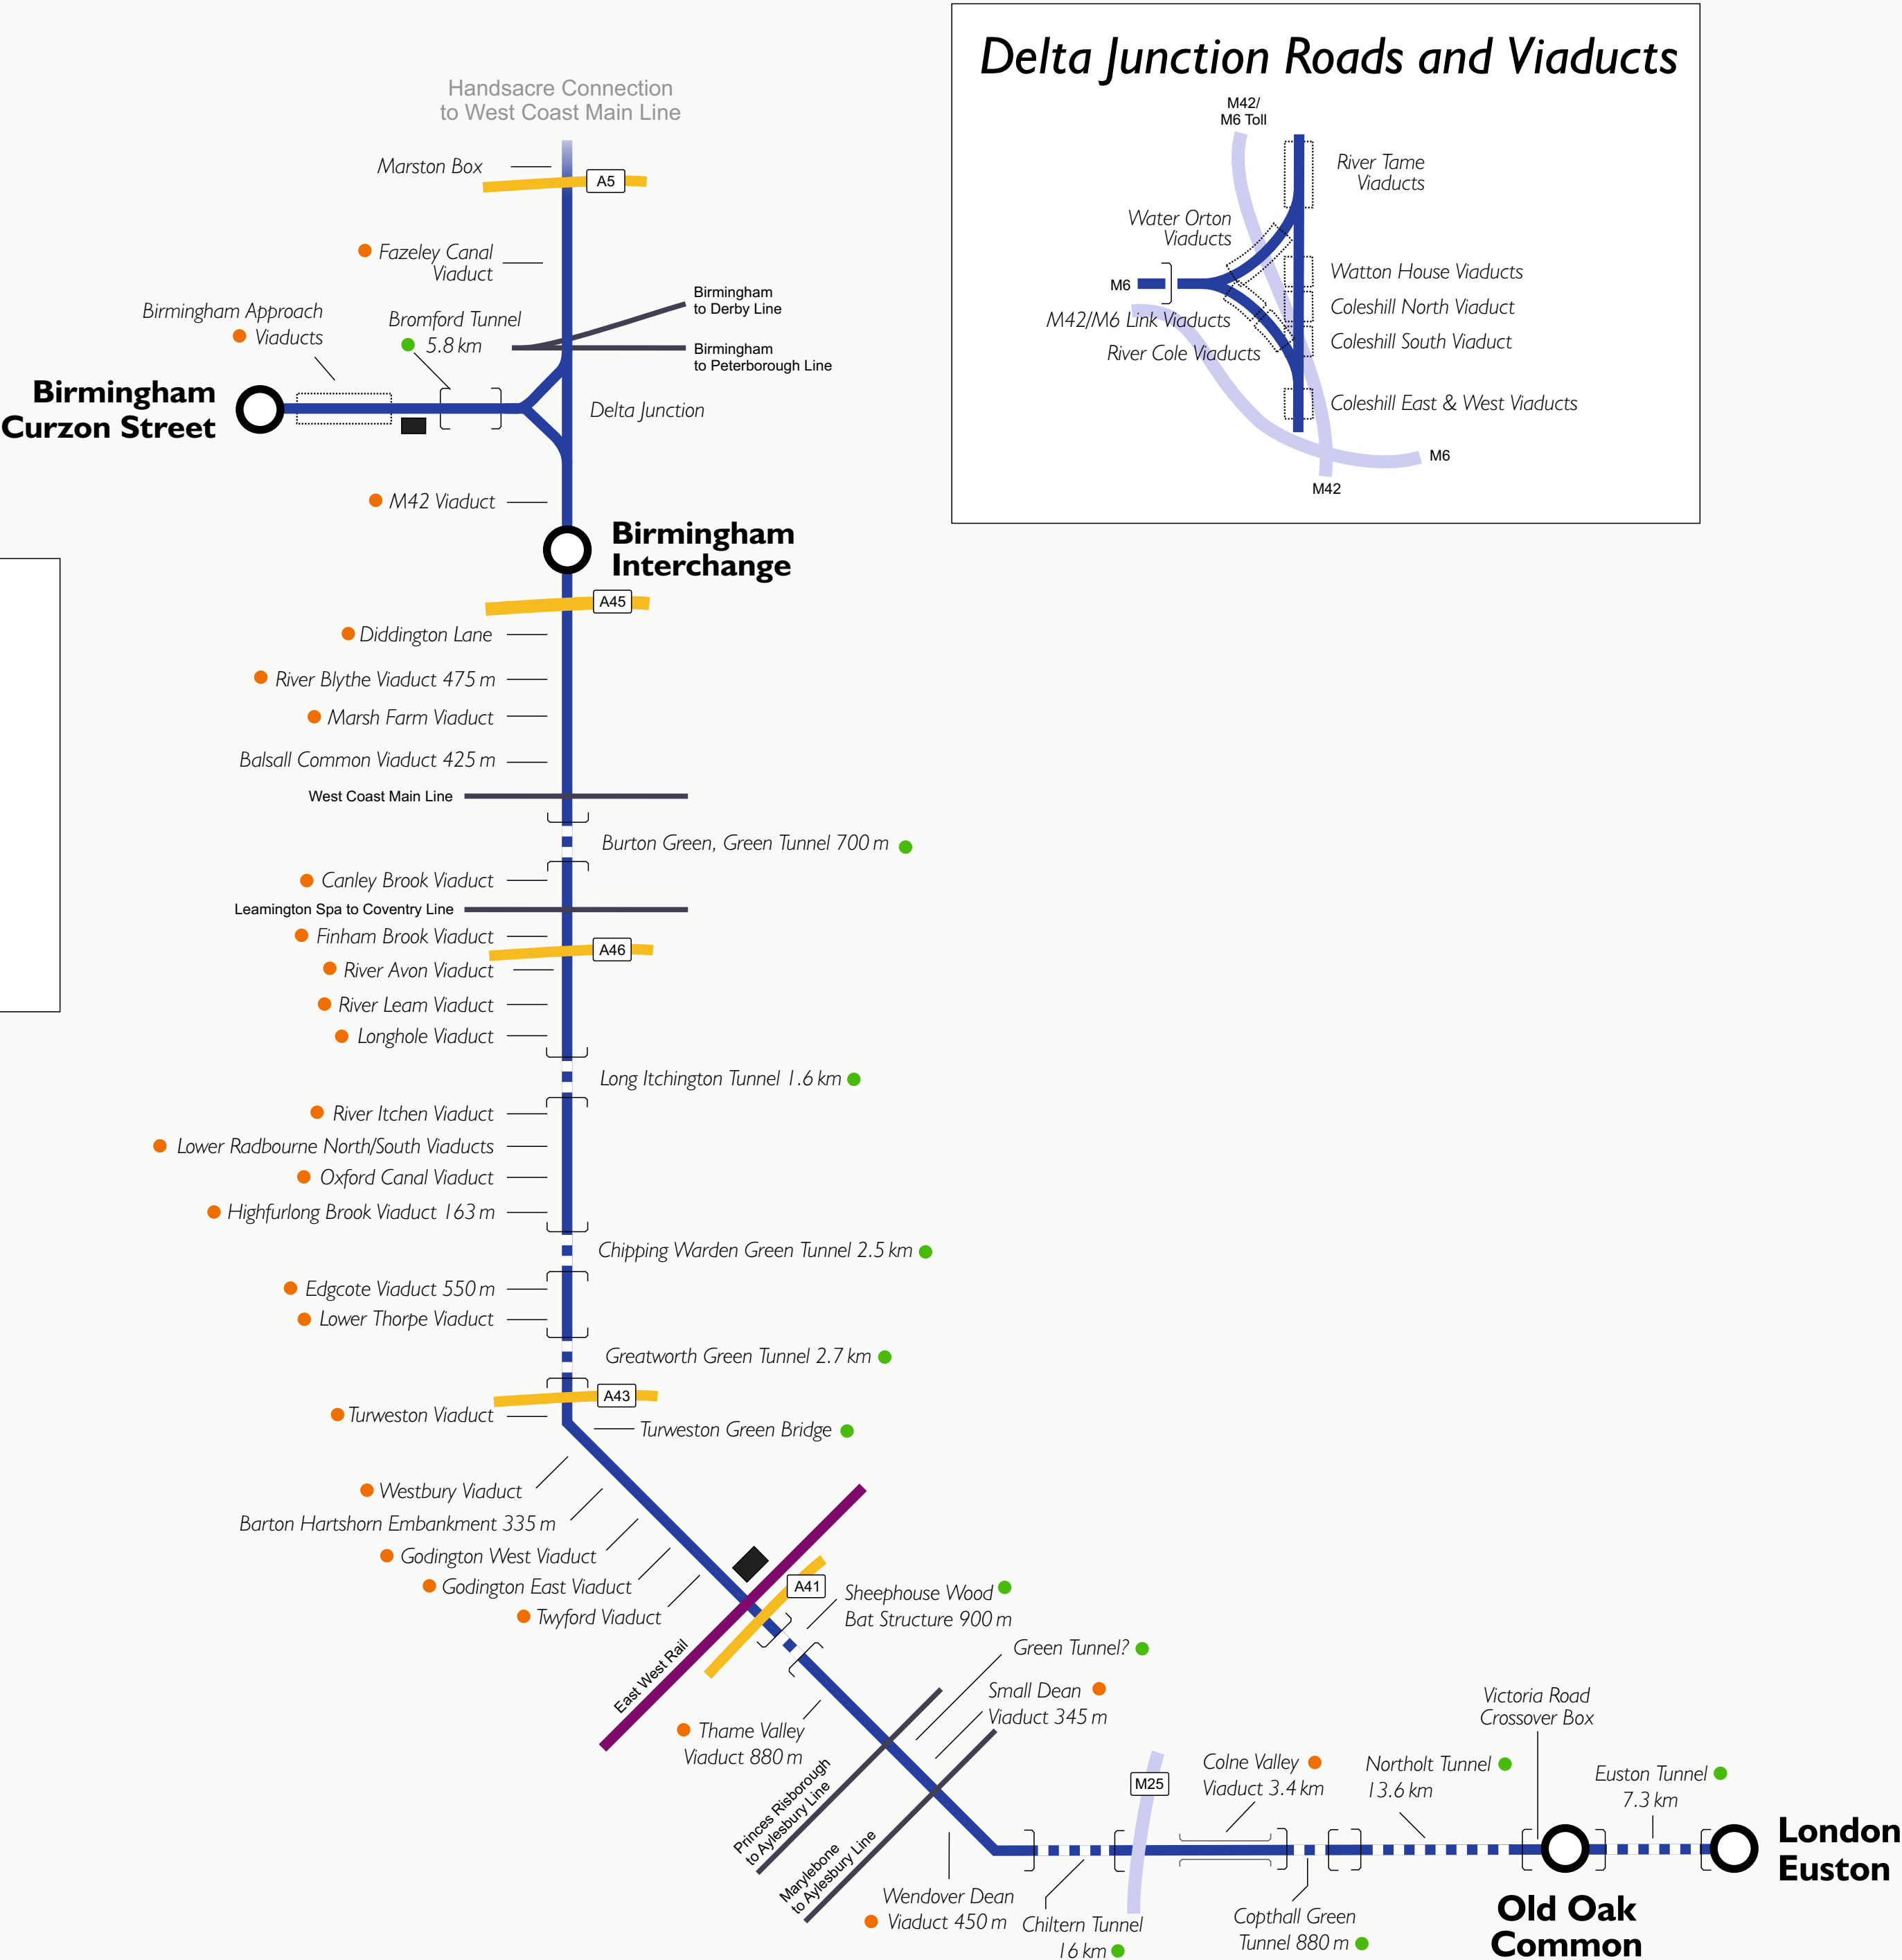 Delta Junction Roads and Viaducts
M42/
M6 Toll
River Tame
Viaducts
Water Orton
Viaducts
Watton House Viaducts
M6
Coleshill North Viaduct
M42/M6 Link Viaducts
Coleshill South Viaduct
River Cole Viaducts
Coleshill East & West Viaducts
M6
M42
Handsacre Connection
to West Coast Main Line
Marston Box
A5
Fazeley Canal
Viaduct
Birmingham
to Derby Line
Birmingham Approach
Viaducts
Bromford Tunnel
5.8 km
Birmingham
to Peterborough Line
Birmingham
Curzon Street
Delta Junction
M42 Viaduct
Birmingham
Interchange
A45
Diddington Lane
River Blythe Viaduct 475 m
Marsh Farm Viaduct
Balsall Common Viaduct 425 m
West Coast Main Line
Burton Green, Green Tunnel 700 m
Canley Brook Viaduct
Leamington Spa to Coventry Line
Finham Brook Viaduct
A46
River Avon Viaduct
River Leam Viaduct
Longhole Viaduct
Long Itchington Tunnel 1.6 km
River Itchen Viaduct
Lower Radbourne North/South Viaducts
Oxford Canal Viaduct
Highfurlong Brook Viaduct 163 m
Chipping Warden Green Tunnel 2.5 km
Edgcote Viaduct 550 m
Lower Thorpe Viaduct
Greatworth Green Tunnel 2.7 km
A43
Turweston Viaduct
Turweston Green Bridge
Westbury Viaduct
Barton Hartshorn Embankment 335 m
Godington West Viaduct
Godington East Viaduct
Twyford Viaduct
A41
Sheephouse Wood
Bat Structure 900 m
East West Rail
Green Tunnel?
Small Dean
Viaduct 345 m
Thame Valley
Viaduct 880 m
Princes Risborough
to Aylesbury Line
Marylebone
to Aylesbury Line
Wendover Dean
Viaduct 450 m
Chiltern Tunnel
16 km
M25
Colne Valley
Viaduct 3.4 km
Copthall Green
Tunnel 880 m
Northolt Tunnel
13.6 km
Victoria Road
Crossover Box
Euston Tunnel
7.3 km
Old Oak
Common
London
Euston